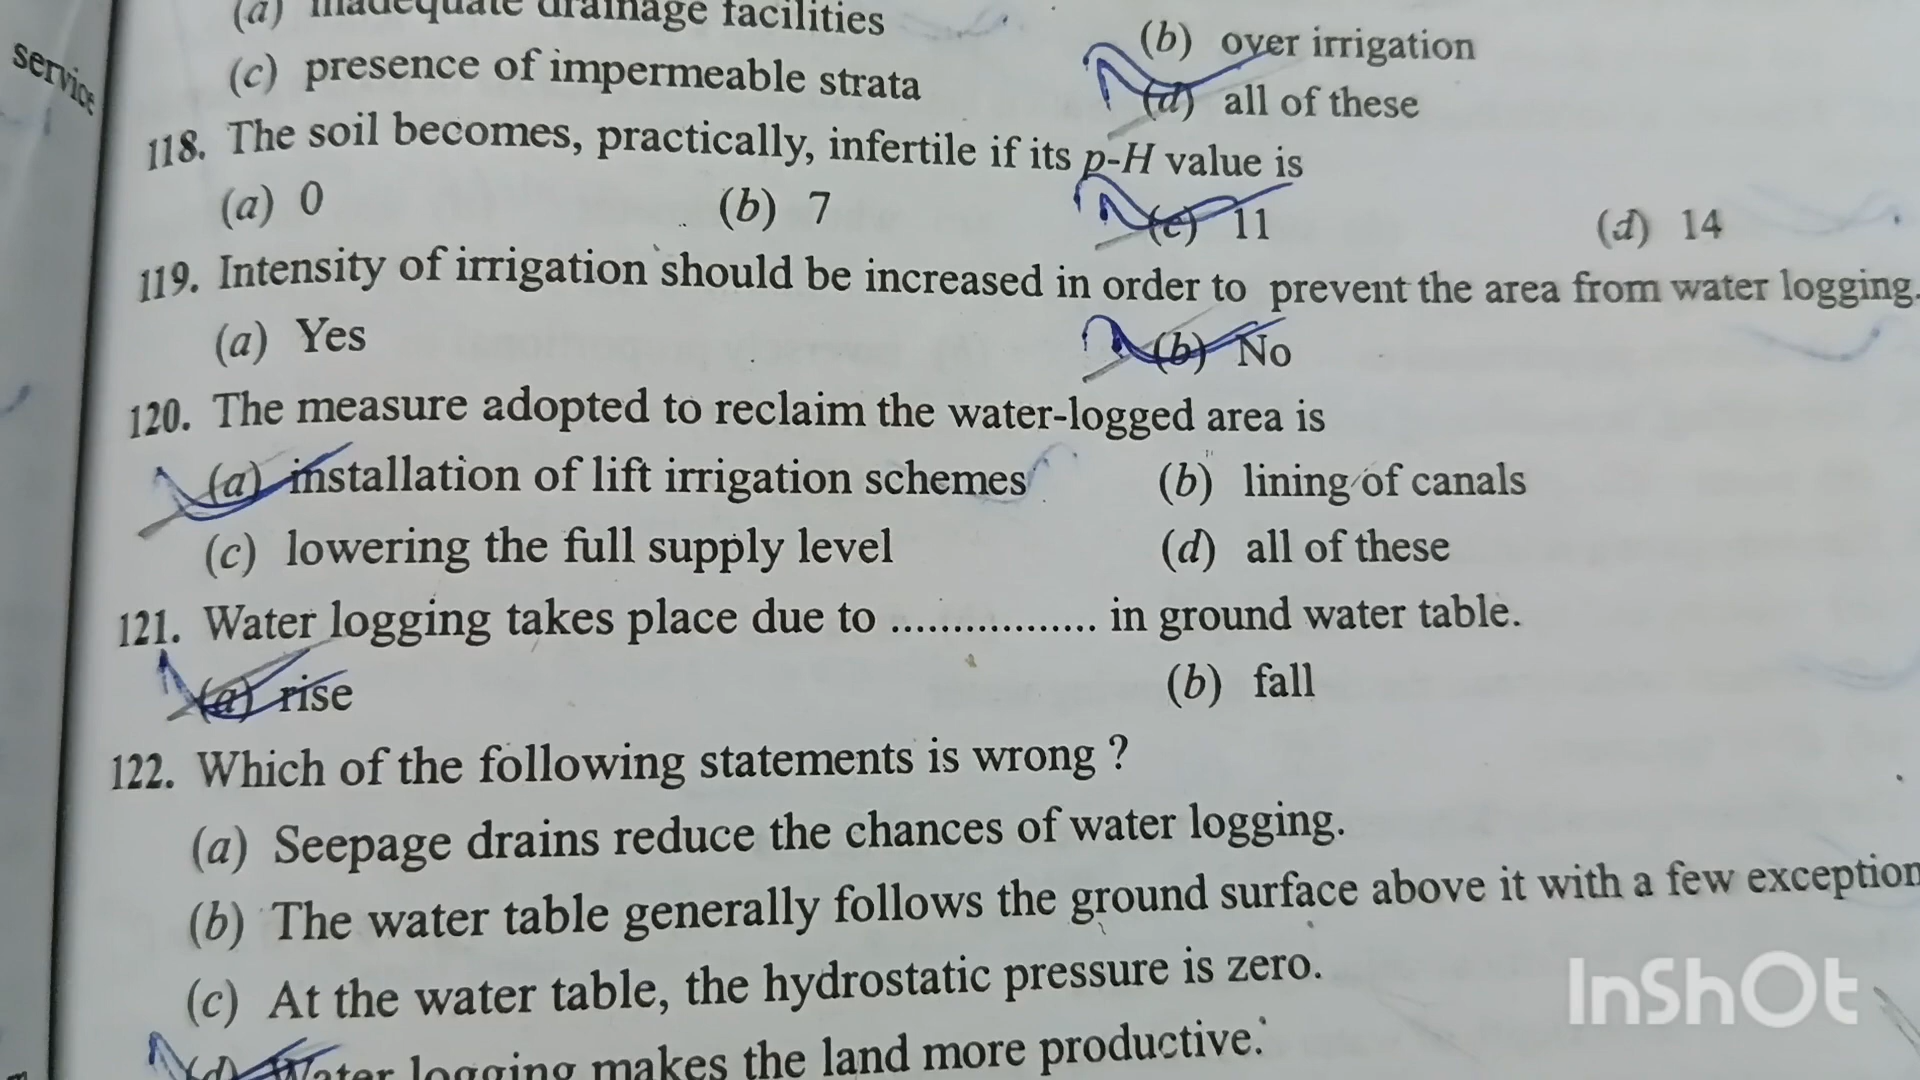 service
(a) inadequate drainage facilities
(b) over irrigation
(c) presence of impermeable strata
(d) all of these
118. The soil becomes, practically, infertile if its p-H value is
(a) 0 (b) 7 (c) 11 (d) 14
119. Intensity of irrigation should be increased in order to prevent the area from water logging.
(a) Yes (b) No
120. The measure adopted to reclaim the water-logged area is
(a) installation of lift irrigation schemes (b) lining of canals
(c) lowering the full supply level (d) all of these
121. Water logging takes place due to ................. in ground water table.
(a) rise (b) fall
122. Which of the following statements is wrong ?
(a) Seepage drains reduce the chances of water logging.
(b) The water table generally follows the ground surface above it with a few exception
(c) At the water table, the hydrostatic pressure is zero.
(d) Water logging makes the land more productive.
InShOt